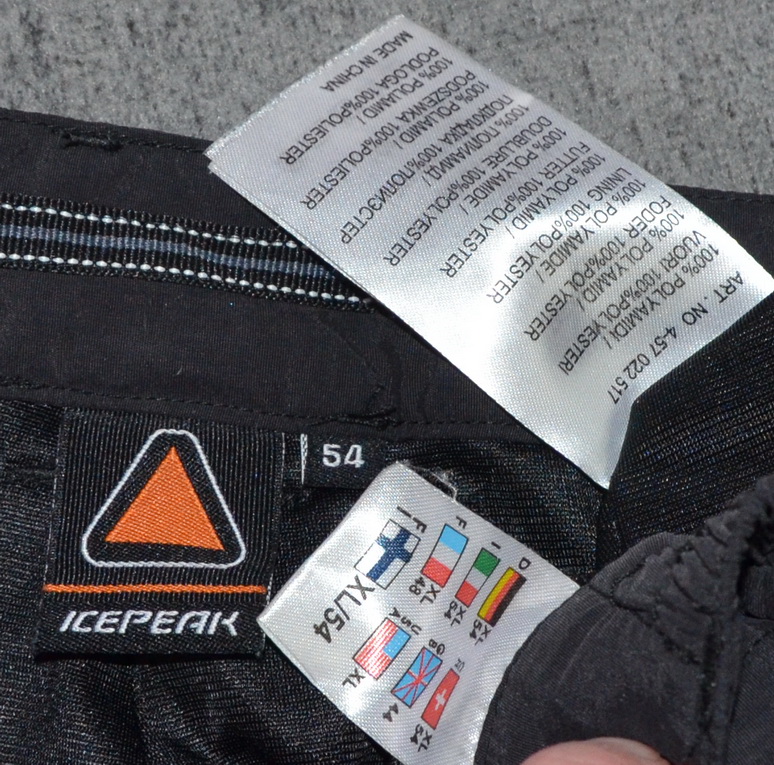 ART. NO 4-57 022 517
100% POLYAMIDI/
VUORI 100%POLYESTERI
100% POLYAMID/
FODER 100%POLYESTER
100% POLYAMIDE/
LINING 100%POLYESTER
100% POLYAMID/
FUTTER 100%POLYESTER
100% POLYAMIDE/
DOUBLURE 100%POLYESTER
100% ПОЛИАМИД/
ПОДКЛАДКА 100%ПОЛИЭСТЕР
100% POLIAMID/
PODSZEWKA 100%POLIESTER
100% POLIAMID/
PODLOGA 100%POLIESTER
MADE IN CHINA
54
ICEPEAK
D
XL
54
I
XL
54
F
XL
48
F
I
XL/54
USA
XL
GB
44
XL
54